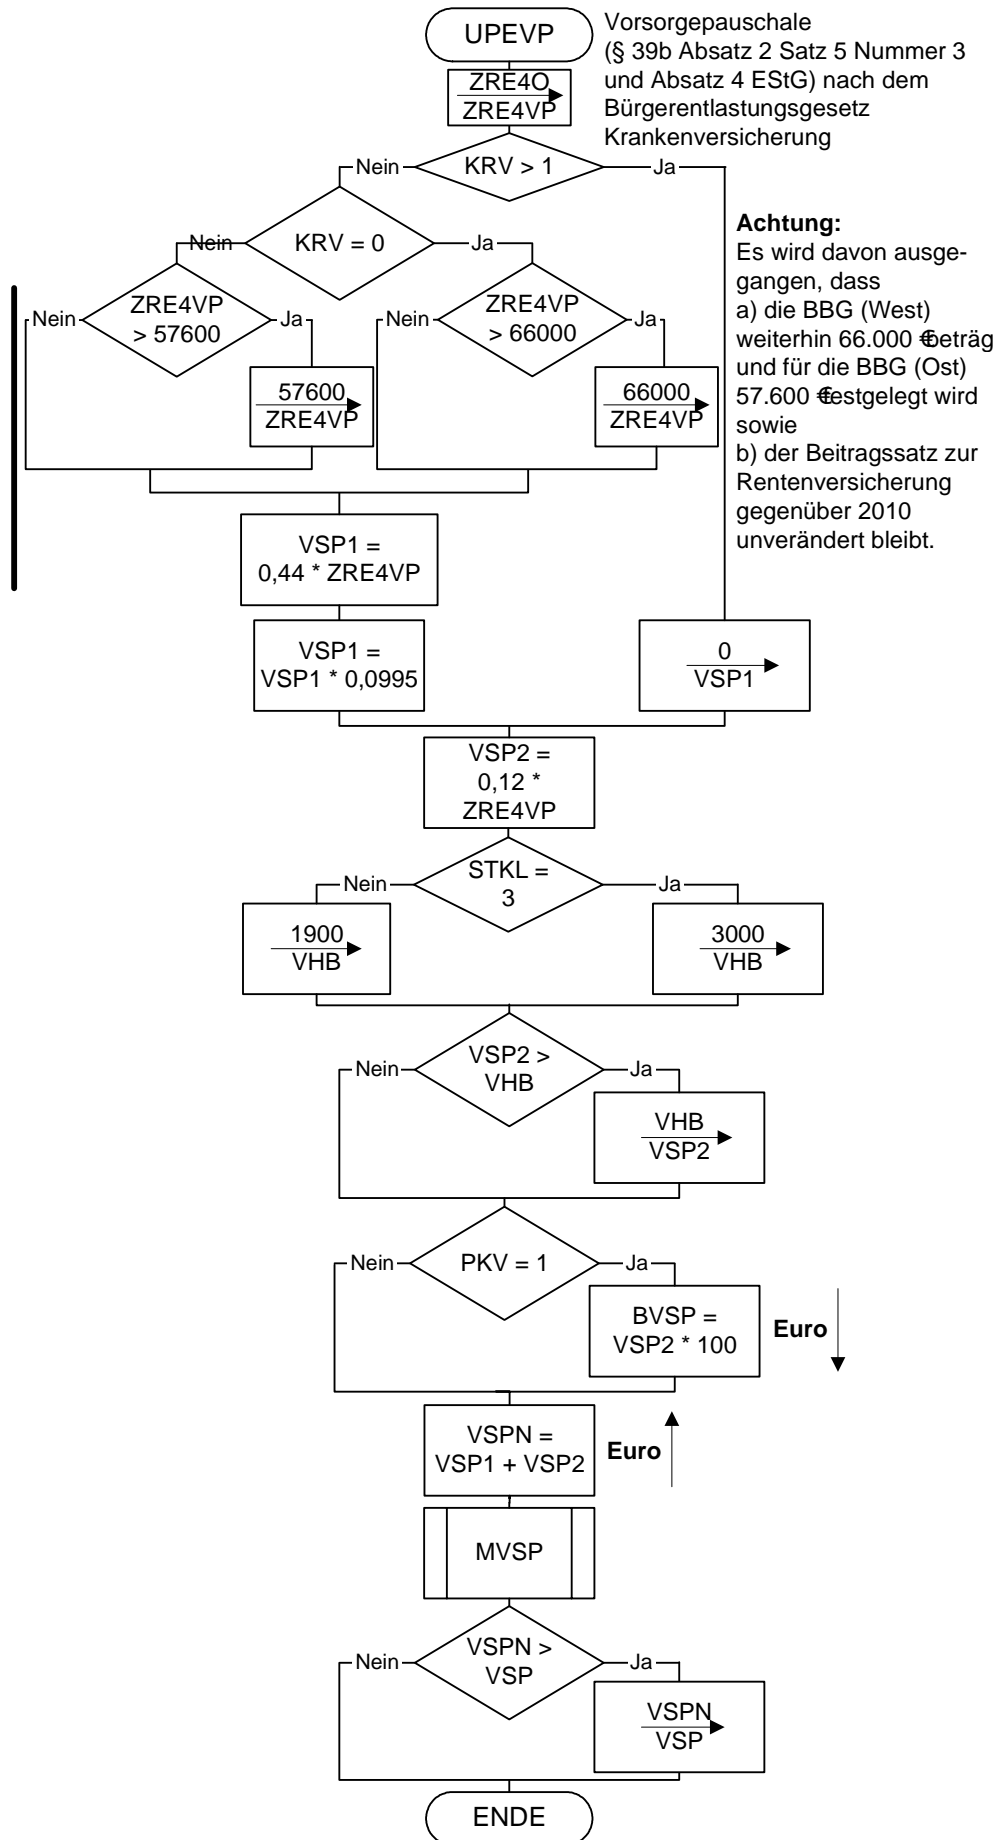 UPEVP
Vorsorgepauschale
(§ 39b Absatz 2 Satz 5 Nummer 3
und Absatz 4 EStG) nach dem
Bürgerentlastungsgesetz
Krankenversicherung
ZRE4O
ZRE4VP
Nein
KRV > 1
Ja
Nein
KRV = 0
Ja
Achtung:
Es wird davon ausge-
gangen, dass
a) die BBG (West)
weiterhin 66.000 €beträg
und für die BBG (Ost)
57.600 €festgelegt wird
sowie
b) der Beitragssatz zur
Rentenversicherung
gegenüber 2010
unverändert bleibt.
Nein
ZRE4VP
> 57600
Ja
Nein
ZRE4VP
> 66000
Ja
57600
ZRE4VP
66000
ZRE4VP
VSP1 =
0,44 * ZRE4VP
VSP1 =
VSP1 * 0,0995
0
VSP1
VSP2 =
0,12 *
ZRE4VP
Nein
STKL =
3
Ja
1900
VHB
3000
VHB
Nein
VSP2 >
VHB
Ja
VHB
VSP2
Nein
PKV = 1
Ja
BVSP =
VSP2 * 100
Euro
VSPN =
VSP1 + VSP2
Euro
MVSP
Nein
VSPN >
VSP
Ja
VSPN
VSP
ENDE